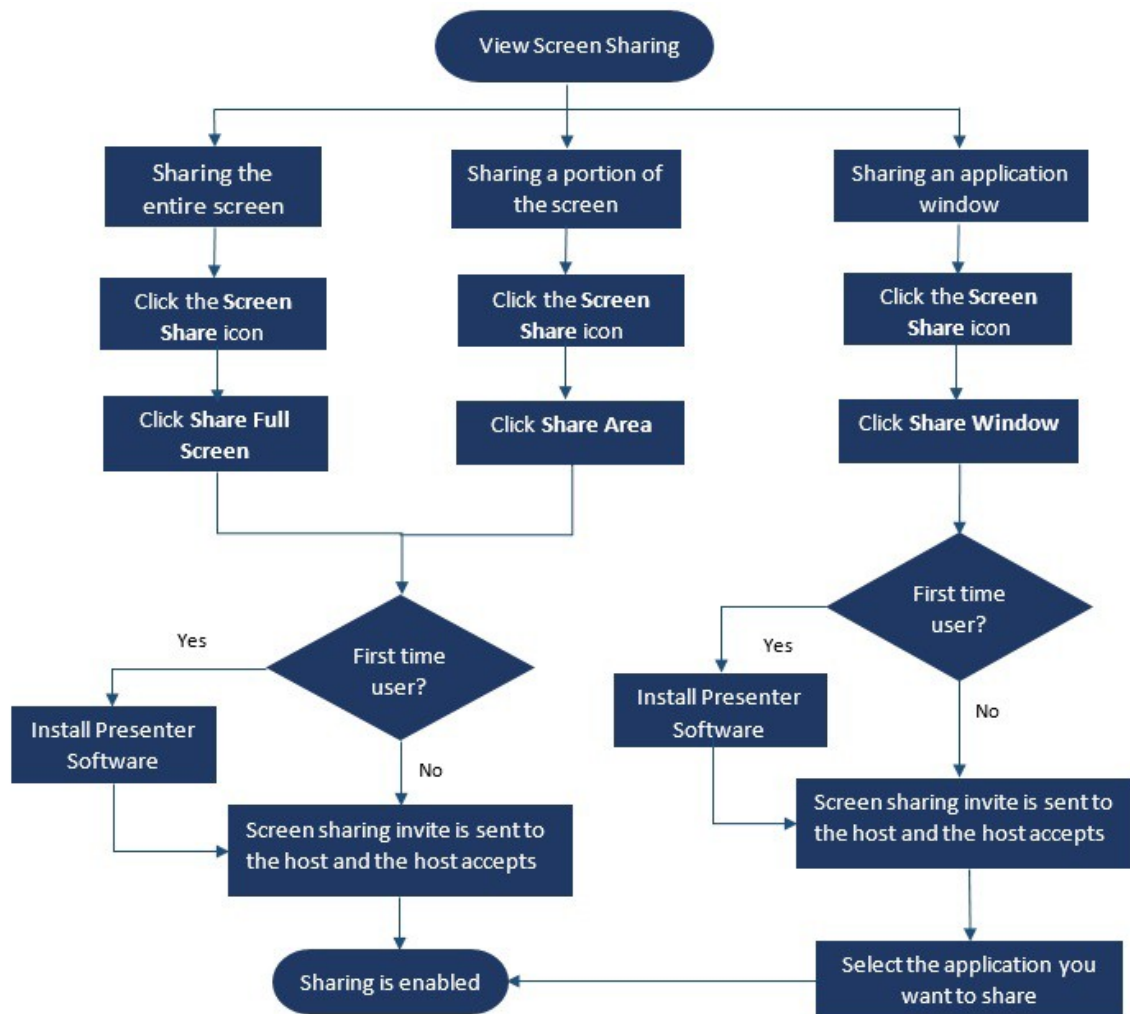 View Screen Sharing
Sharing the
entire screen
Sharing a portion of
the screen
Sharing an application
window
Click the Screen
Share icon
Click the Screen
Share icon
Click the Screen
Share icon
Click Share Full
Screen
Click Share Area
Click Share Window
First time
user?
Yes
Install Presenter
Software
No
Screen sharing invite is sent to
the host and the host accepts
First time
user?
Yes
Install Presenter
Software
No
Screen sharing invite is sent to
the host and the host accepts
Select the application you
want to share
Sharing is enabled